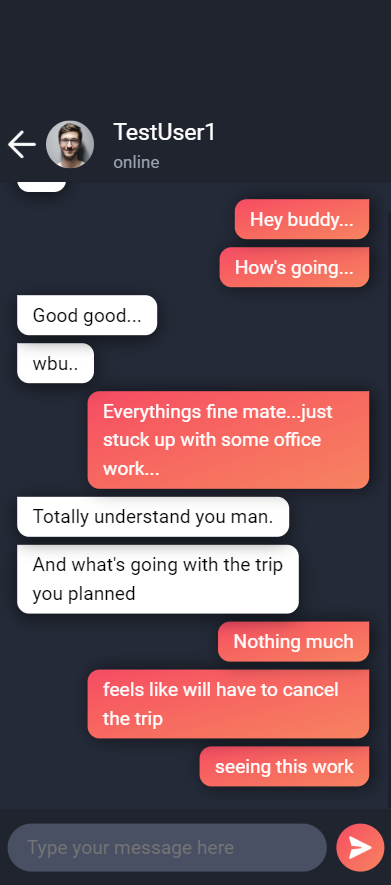 TestUser1
online
Hey buddy...
How's going...
Good good...
wbu..
Everythings fine mate...just
stuck up with some office
work...
Totally understand you man.
And what's going with the trip
you planned
Nothing much
feels like will have to cancel
the trip
seeing this work
Type your message here